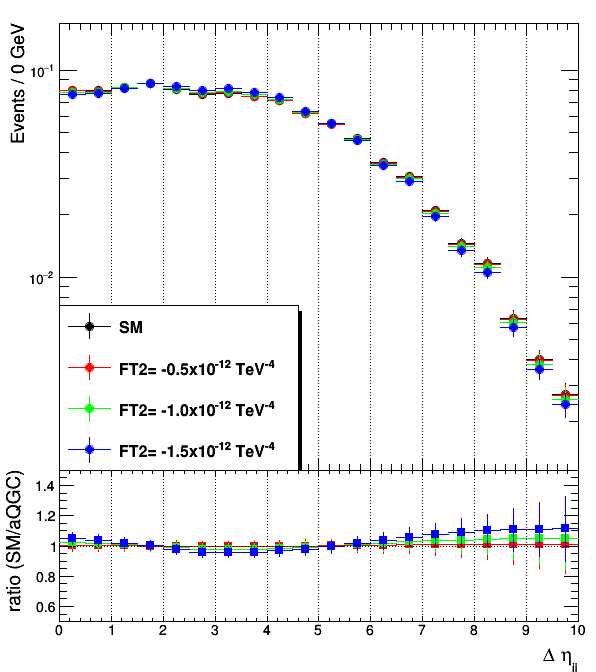 Events / 0 GeV
10⁻¹
10⁻²
SM
FT2= -0.5x10⁻¹² TeV⁻⁴
FT2= -1.0x10⁻¹² TeV⁻⁴
FT2= -1.5x10⁻¹² TeV⁻⁴
ratio (SM/aQGC)
1.4
1.2
1
0.8
0.6
0 1 2 3 4 5 6 7 8 9 10
Δ ηjj